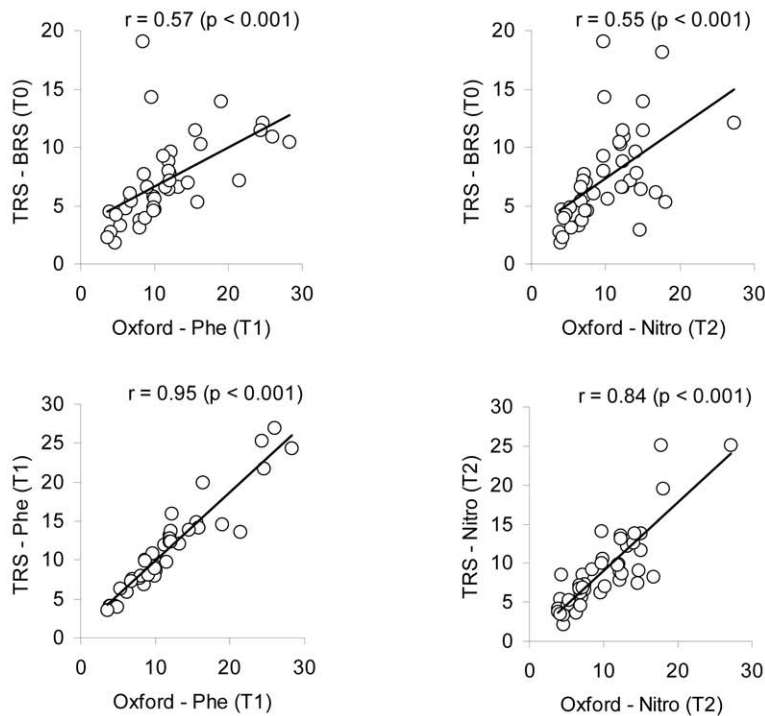 r = 0.57 (p < 0.001)
20
15
10
5
0
TRS - BRS (T0)
0 10 20 30
Oxford - Phe (T1)
r = 0.55 (p < 0.001)
20
15
10
5
0
TRS - BRS (T0)
0 10 20 30
Oxford - Nitro (T2)
r = 0.95 (p < 0.001)
30
25
20
15
10
5
0
TRS - Phe (T1)
0 10 20 30
Oxford - Phe (T1)
r = 0.84 (p < 0.001)
30
25
20
15
10
5
0
TRS - Nitro (T2)
0 10 20 30
Oxford - Nitro (T2)